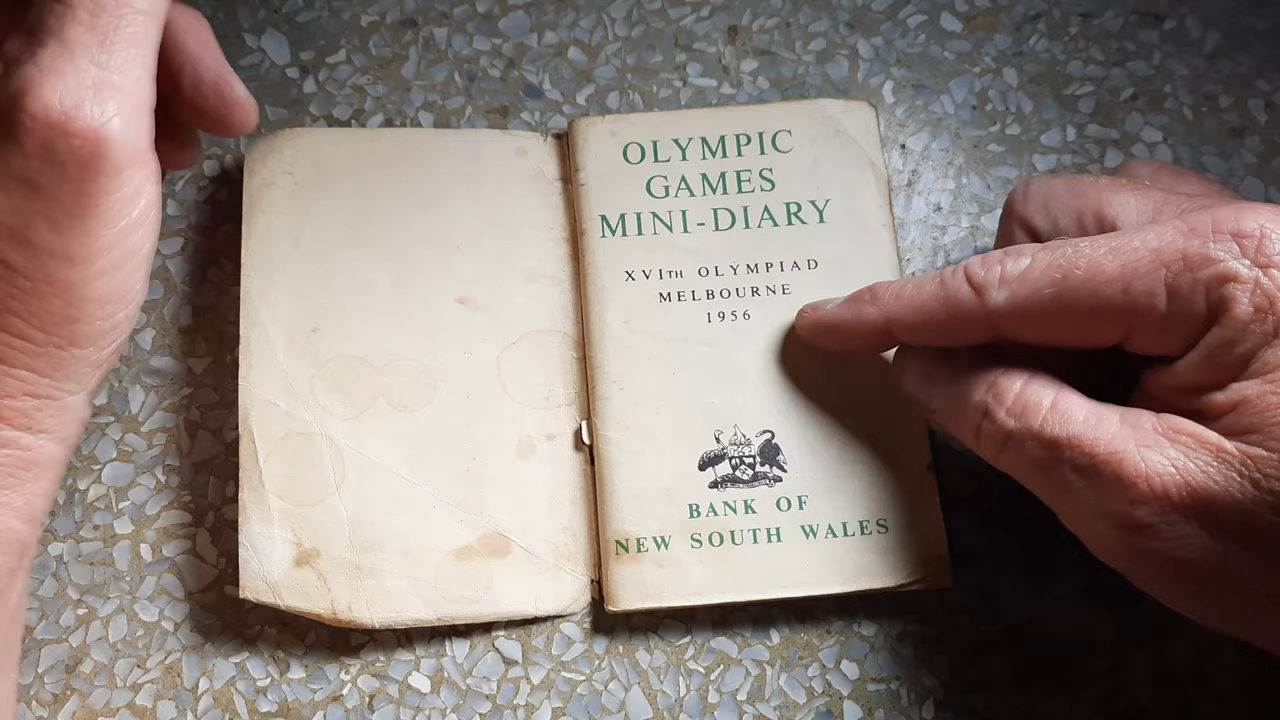 OLYMPIC
GAMES
MINI-DIARY
XVITH OLYMPIAD
MELBOURNE
1956
BANK OF
NEW SOUTH WALES